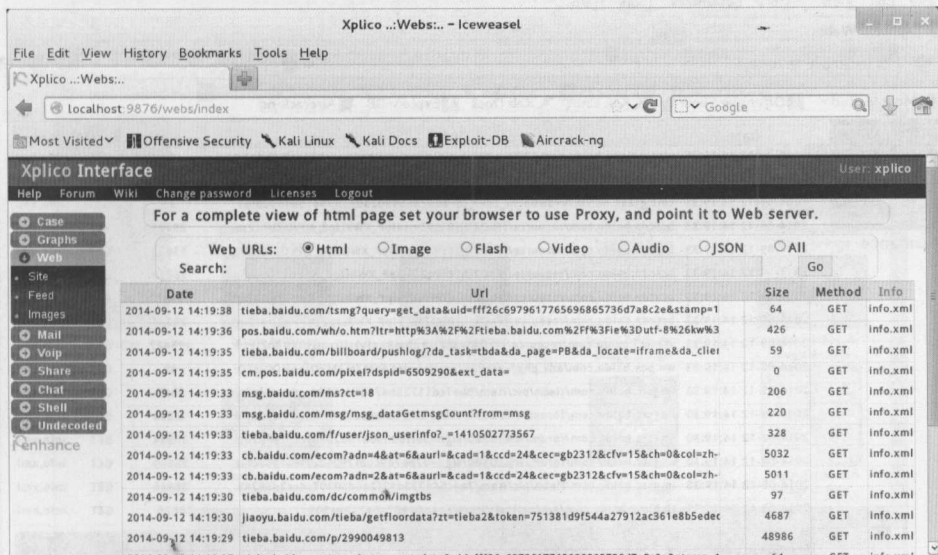 Xplico ..:Webs:.. - Iceweasel
File Edit View History Bookmarks Tools Help
Xplico ..:Webs:..
localhost:9876/webs/index
Google
Most Visited Offensive Security Kali Linux Kali Docs Exploit-DB Aircrack-ng
Xplico Interface User: xplico
Help Forum Wiki Change password Licenses Logout
For a complete view of html page set your browser to use Proxy, and point it to Web server.
Case
Graphs
Web
Site
Feed
Images
Mail
Voip
Share
Chat
Shell
Undecoded
enhance
Web URLs: Html Image Flash Video Audio JSON All
Search: Go
Date Url Size Method Info
2014-09-12 14:19:38 tieba.baidu.com/tsmg?query=get_data&uid=fff26c6979617765696865736d7a8c2e&stamp=1 64 GET info.xml
2014-09-12 14:19:36 pos.baidu.com/wh/o.htm?ltr=http%3A%2F%2Ftieba.baidu.com%2Ff%3Fie%3Dutf-8%26kw%3 426 GET info.xml
2014-09-12 14:19:35 tieba.baidu.com/billboard/pushlog/?da_task=tbda&da_page=PB&da_locate=iframe&da_clier 59 GET info.xml
2014-09-12 14:19:35 cm.pos.baidu.com/pixel?dspid=6509290&ext_data= 0 GET info.xml
2014-09-12 14:19:33 msg.baidu.com/ms?ct=18 206 GET info.xml
2014-09-12 14:19:33 msg.baidu.com/msg/msg_dataGetmsgCount?from=msg 220 GET info.xml
2014-09-12 14:19:33 tieba.baidu.com/f/user/json_userinfo?_=1410502773567 328 GET info.xml
2014-09-12 14:19:33 cb.baidu.com/ecom?adn=4&at=6&aurl=&cad=1&ccd=24&cec=gb2312&cfv=15&ch=0&col=zh- 5032 GET info.xml
2014-09-12 14:19:33 cb.baidu.com/ecom?adn=2&at=6&aurl=&cad=1&ccd=24&cec=gb2312&cfv=15&ch=0&col=zh- 5011 GET info.xml
2014-09-12 14:19:30 tieba.baidu.com/dc/common/imgtbs 97 GET info.xml
2014-09-12 14:19:30 jiaoyu.baidu.com/tieba/getfloordata?zt=tieba2&token=751381d9f544a27912ac361e8b5edec 4687 GET info.xml
2014-09-12 14:19:29 tieba.baidu.com/p/2990049813 48986 GET info.xml